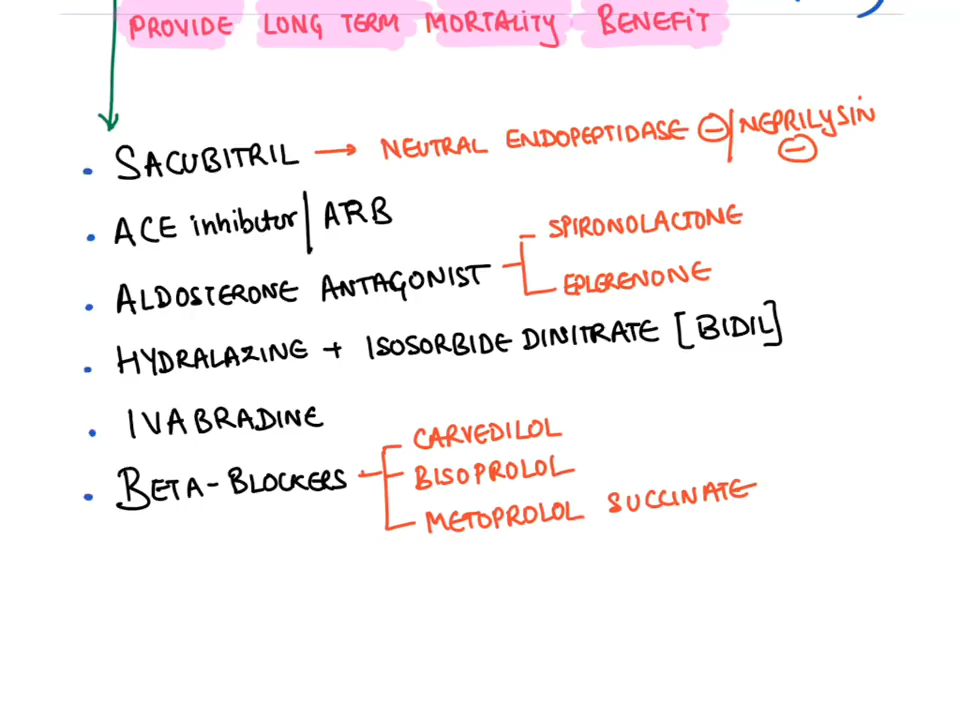 PROVIDE LONG TERM MORTALITY BENEFIT
• SACUBITRIL → NEUTRAL ENDOPEPTIDASE ⊖ | NEPRILYSIN ⊖
• ACE inhibitor | ARB
• ALDOSTERONE ANTAGONIST
SPIRONOLACTONE
EPLERENONE
• HYDRALAZINE + ISOSORBIDE DINITRATE [BIDIL]
• IVABRADINE
• BETA-BLOCKERS
CARVEDILOL
BISOPROLOL
METOPROLOL SUCCINATE